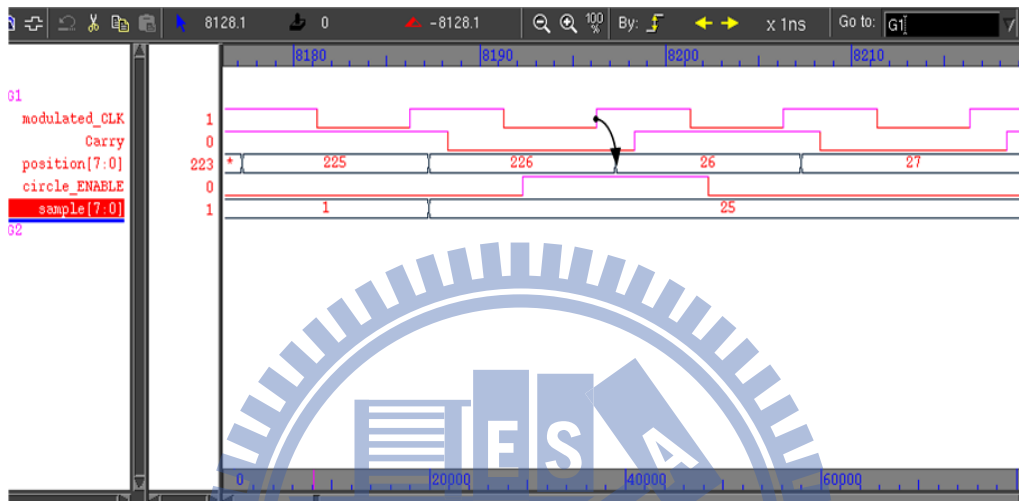 8128.1 0 -8128.1 100 % By: x 1ns Go to: G1
8180 8190 8200 8210
G1
modulated_CLK 1
Carry 0
position[7:0] 223 * 225 226 26 27
circle_ENABLE 0
sample[7:0] 1 1 25
G2
E S A
0 20000 40000 60000